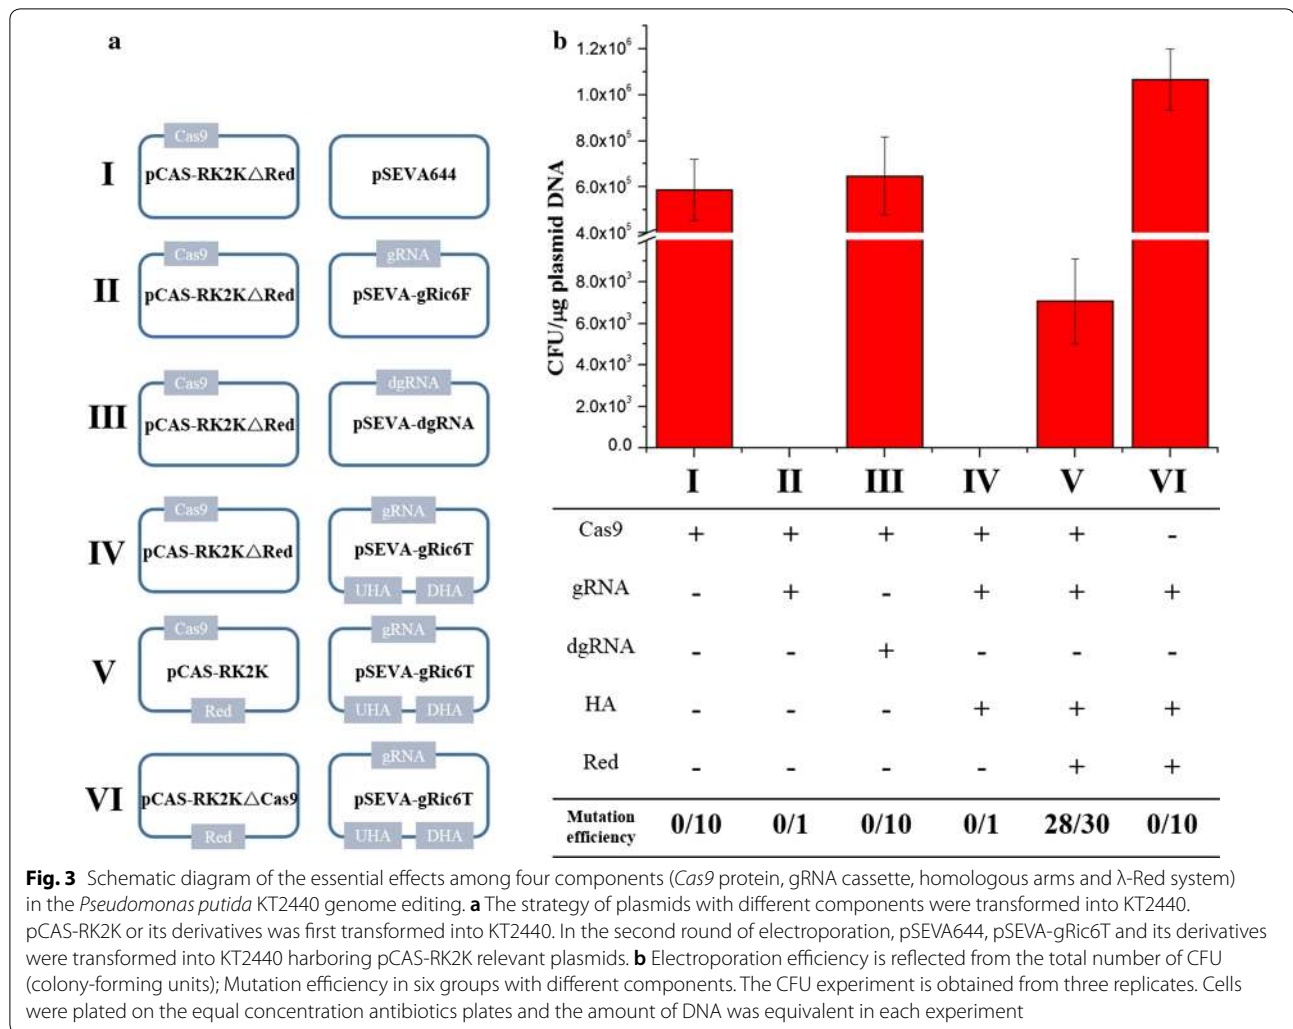 a
I
Cas9
pCAS-RK2K△Red
pSEVA644
II
Cas9
pCAS-RK2K△Red
gRNA
pSEVA-gRic6F
III
Cas9
pCAS-RK2K△Red
dgRNA
pSEVA-dgRNA
IV
Cas9
pCAS-RK2K△Red
gRNA
pSEVA-gRic6T
UHA DHA
V
Cas9
pCAS-RK2K
Red
gRNA
pSEVA-gRic6T
UHA DHA
VI
pCAS-RK2K△Cas9
Red
gRNA
pSEVA-gRic6T
UHA DHA
b
CFU/μg plasmid DNA
1.2x10⁶
1.0x10⁶
8.0x10⁵
6.0x10⁵
4.0x10⁵
8.0x10³
6.0x10³
4.0x10³
2.0x10³
0.0
I II III IV V VI
Cas9 + + + + + -
gRNA - + - + + +
dgRNA - - + - - -
HA - - - + + +
Red - - - - + +
Mutation
efficiency 0/10 0/1 0/10 0/1 28/30 0/10
Fig. 3 Schematic diagram of the essential effects among four components (Cas9 protein, gRNA cassette, homologous arms and λ-Red system)
in the Pseudomonas putida KT2440 genome editing. a The strategy of plasmids with different components were transformed into KT2440.
pCAS-RK2K or its derivatives was first transformed into KT2440. In the second round of electroporation, pSEVA644, pSEVA-gRic6T and its derivatives
were transformed into KT2440 harboring pCAS-RK2K relevant plasmids. b Electroporation efficiency is reflected from the total number of CFU
(colony-forming units); Mutation efficiency in six groups with different components. The CFU experiment is obtained from three replicates. Cells
were plated on the equal concentration antibiotics plates and the amount of DNA was equivalent in each experiment